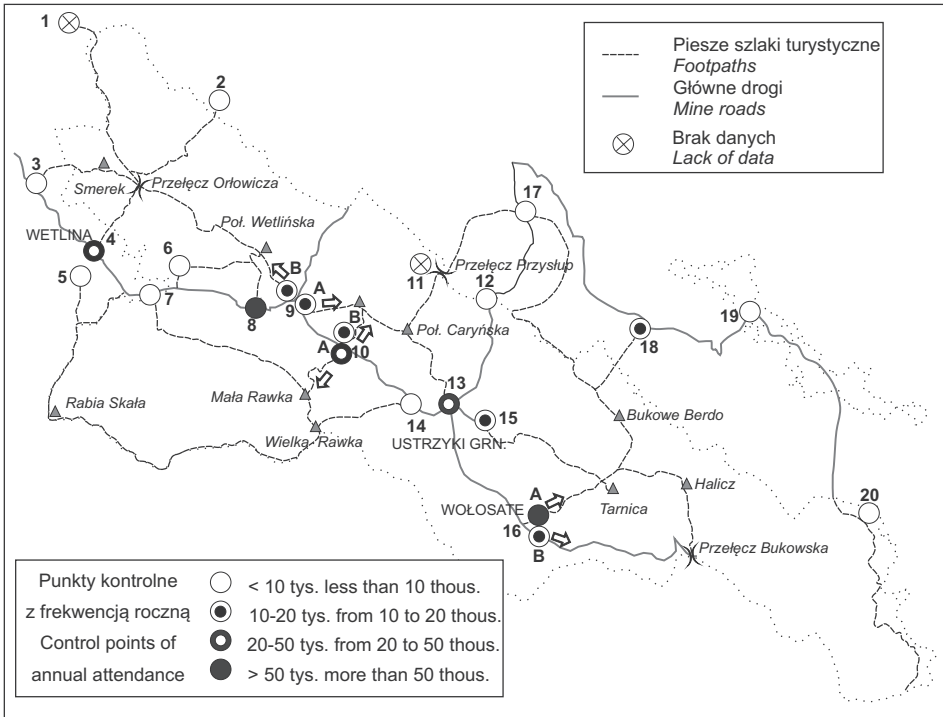 1
2
Piesze szlaki turystyczne
Footpaths
Główne drogi
Mine roads
Brak danych
Lack of data
3
Smerek
Przełęcz Orłowicza
17
WETLINA 4
Poł. Wetlińska
5
6
B
A
11
Przełęcz Przysłup
12
7
8
9
B
19
A 10
Poł. Caryńska
18
13
Mała Rawka
Rabia Skała
14
15
Bukowe Berdo
Wielka Rawka
USTRZYKI GRN.
A
Halicz
WOŁOSATE
Tarnica
20
16
B
Przełęcz Bukowska
Punkty kontrolne
z frekwencją roczną
Control points of
annual attendance
< 10 tys. less than 10 thous.
10-20 tys. from 10 to 20 thous.
20-50 tys. from 20 to 50 thous.
> 50 tys. more than 50 thous.